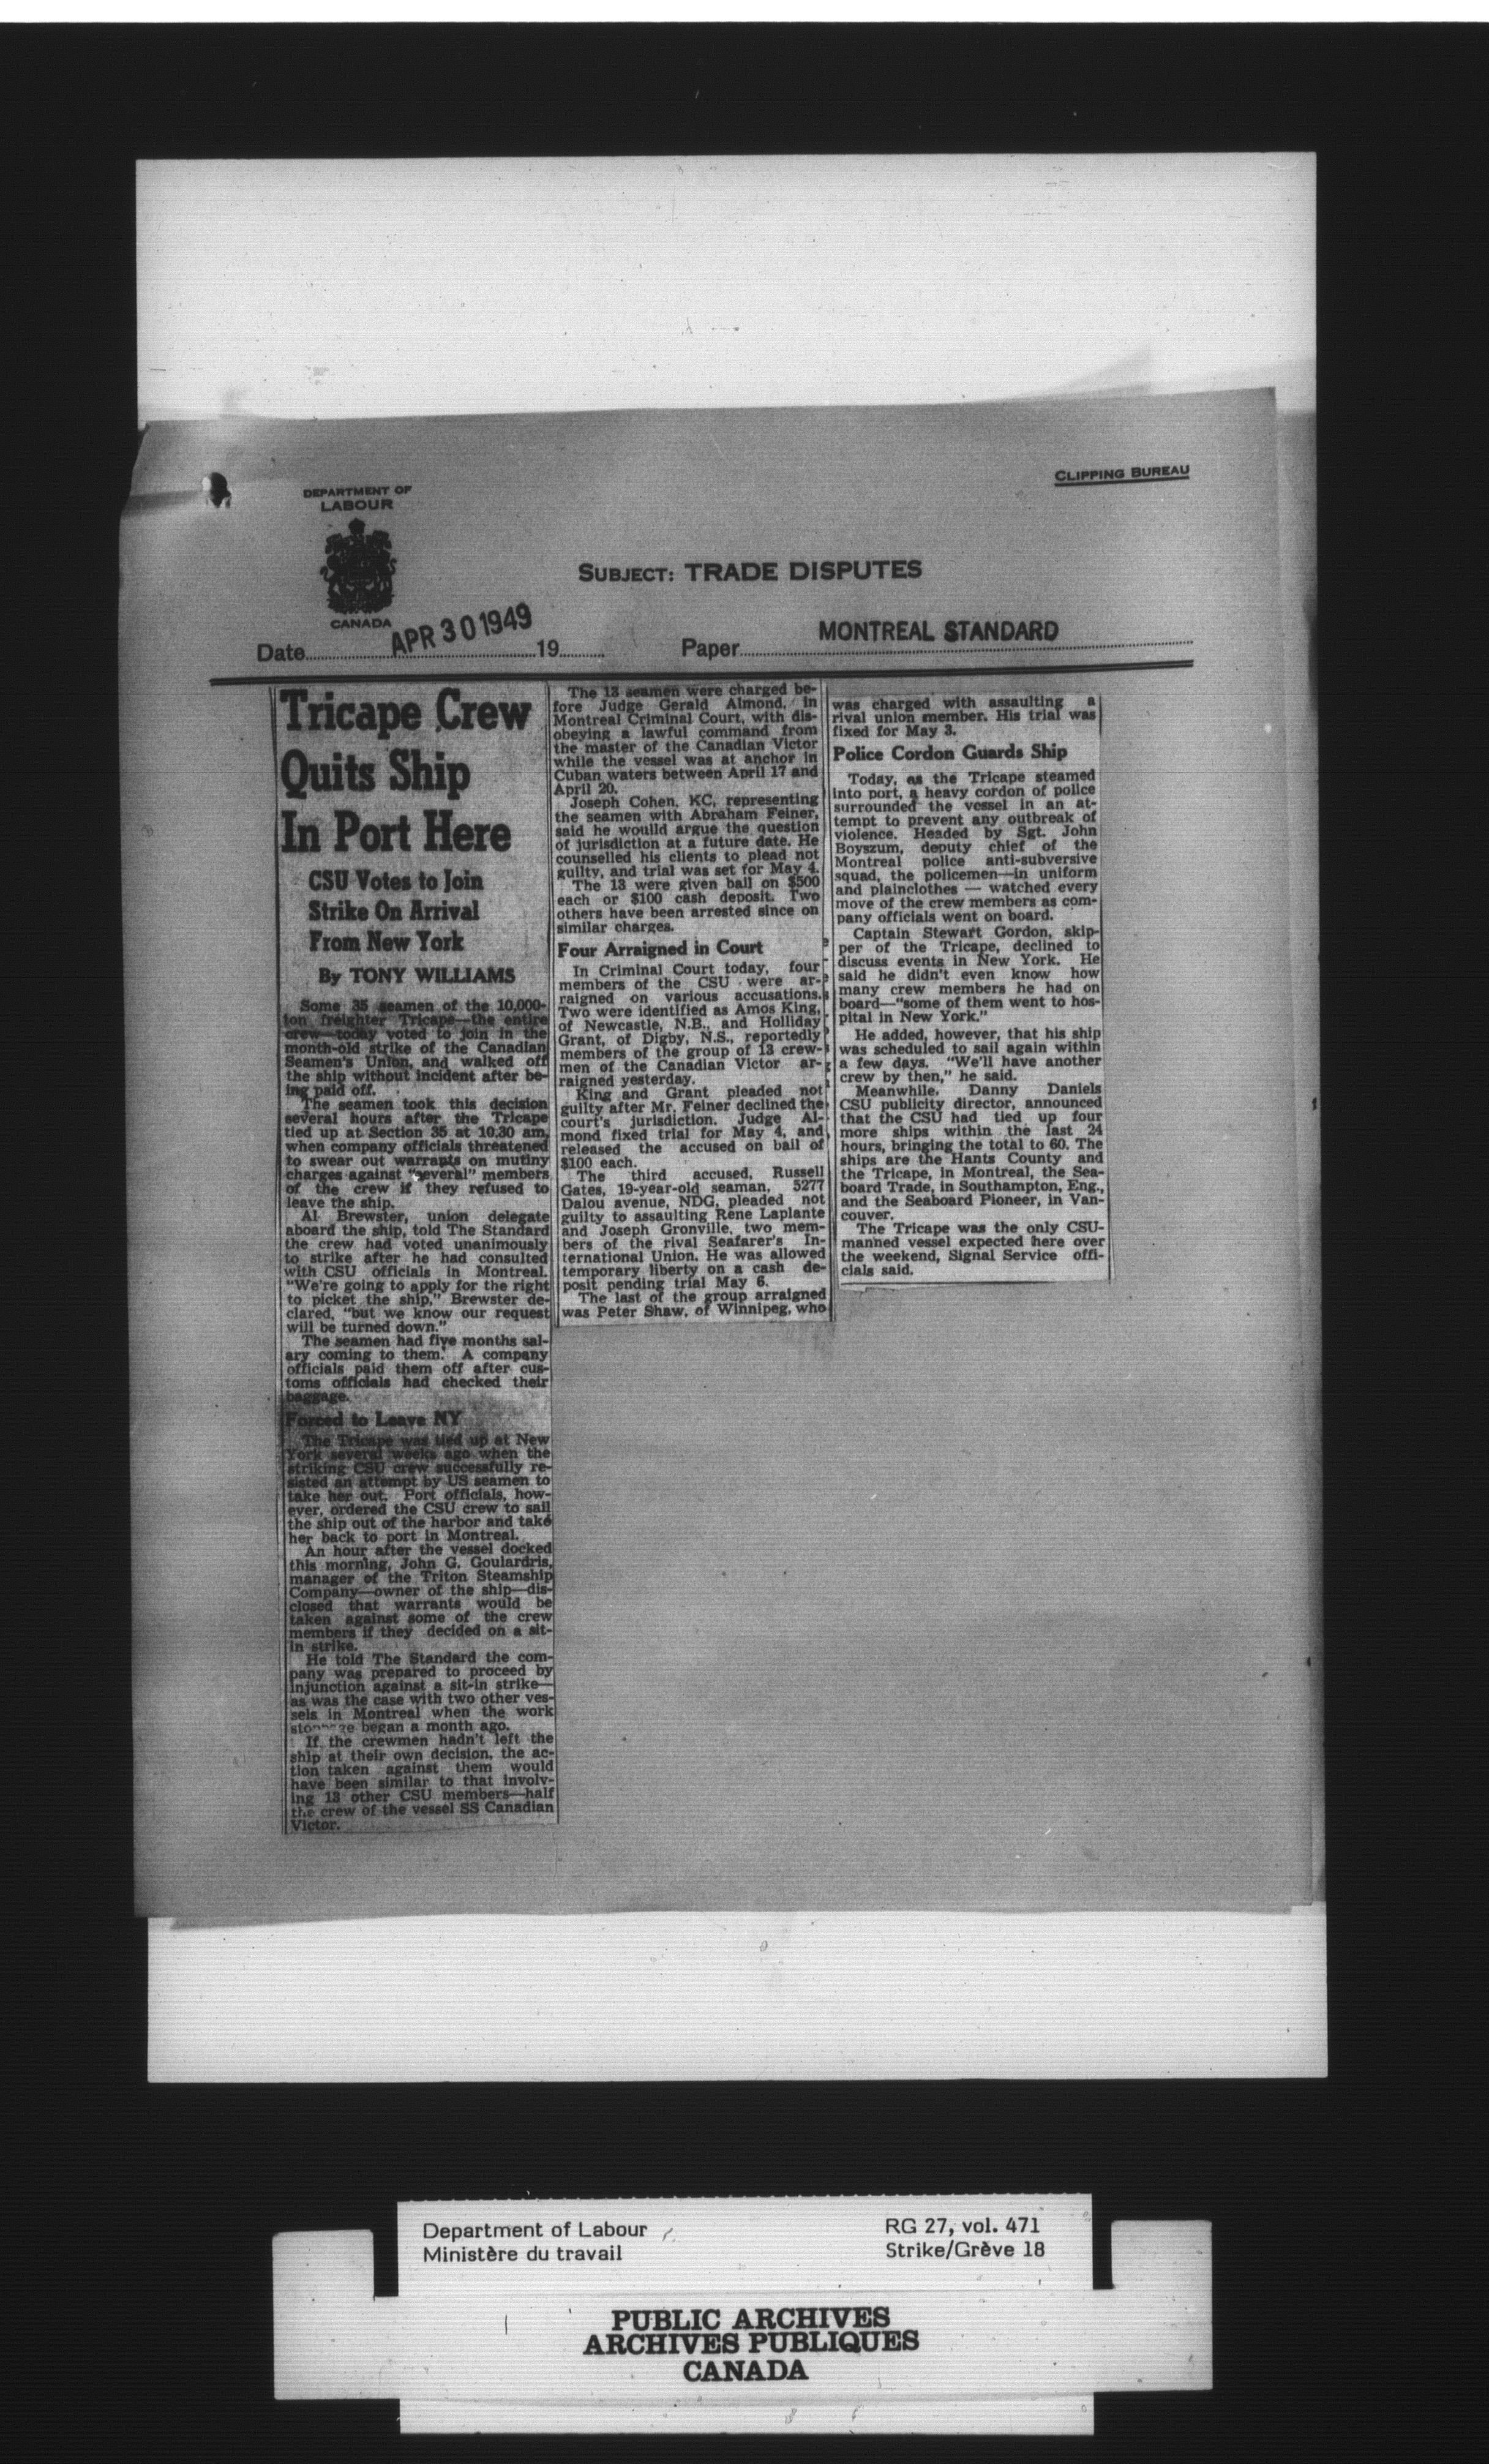 DEPARTMENT OF
LABOUR
CANADA
CLIPPING BUREAU
SUBJECT: TRADE DISPUTES
Date APR 30 1949 19
Paper MONTREAL STANDARD
Tricape Crew
Quits Ship
In Port Here
CSU Votes to Join
Strike On Arrival
From New York
By TONY WILLIAMS
Some 35 seamen of the 10,000-
ton freighter Tricape—the entire
crew—today voted to join in the
month-old strike of the Canadian
Seamen's Union, and walked off
the ship without incident after be-
ing paid off.
The seamen took this decision
several hours after the Tricape
tied up at Section 35 at 10.30 am,
when company officials threatened
to swear out warrants on mutiny
charges against "several" members
of the crew if they refused to
leave the ship.
Al Brewster, union delegate
aboard the ship, told The Standard
the crew had voted unanimously
to strike after he had consulted
with CSU officials in Montreal.
"We're going to apply for the right
to picket the ship," Brewster de-
clared, "but we know our request
will be turned down."
The seamen had five months sal-
ary coming to them. A company
officials paid them off after cus-
toms officials had checked their
baggage.
Forced to Leave NY
The Tricape was tied up at New
York several weeks ago when the
striking CSU crew successfully re-
sisted an attempt by US seamen to
take her out. Port officials, how-
ever, ordered the CSU crew to sail
the ship out of the harbor and take
her back to port in Montreal.
An hour after the vessel docked
this morning, John G. Goulardris,
manager of the Triton Steamship
Company—owner of the ship—dis-
closed that warrants would be
taken against some of the crew
members if they decided on a sit-
in strike.
He told The Standard the com-
pany was prepared to proceed by
injunction against a sit-in strike—
as was the case with two other ves-
sels in Montreal when the work
began a month ago.
If the crewmen hadn't left the
ship at their own decision, the ac-
tion taken against them would
have been similar to that involv-
ing 13 other CSU members—half
the crew of the vessel SS Canadian
Victor.
The 13 seamen were charged be-
fore Judge Gerald Almond, in
Montreal Criminal Court, with dis-
obeying a lawful command from
the master of the Canadian Victor
while the vessel was at anchor in
Cuban waters between April 17 and
April 20.
Joseph Cohen, KC, representing
the seamen with Abraham Feiner,
said he woulld argue the question
of jurisdiction at a future date. He
counselled his clients to plead not
guilty, and trial was set for May 4.
The 13 were given bail on $500
each or $100 cash deposit. Two
others have been arrested since on
similar charges.
Four Arraigned in Court
In Criminal Court today, four
members of the CSU were ar-
raigned on various accusations.
Two were identified as Amos King,
of Newcastle, N.B., and Holliday
Grant, of Digby, N.S., reportedly
members of the group of 13 crew-
men of the Canadian Victor ar-
raigned yesterday.
King and Grant pleaded not
guilty after Mr. Feiner declined the
court's jurisdiction. Judge Al-
mond fixed trial for May 4, and
released the accused on bail of
$100 each.
The third accused, Russell
Gates, 19-year-old seaman, 5277
Dalou avenue, NDG, pleaded not
guilty to assaulting Rene Laplante
and Joseph Gronville, two mem-
bers of the rival Seafarer's In-
ternational Union. He was allowed
temporary liberty on a cash de-
posit pending trial May 6.
The last of the group arraigned
was Peter Shaw, of Winnipeg, who
was charged with assaulting a
rival union member. His trial was
fixed for May 3.
Police Cordon Guards Ship
Today, as the Tricape steamed
into port, a heavy cordon of police
surrounded the vessel in an at-
tempt to prevent any outbreak of
violence. Headed by Sgt. John
Boyszum, deputy chief of the
Montreal police anti-subversive
squad, the policemen—in uniform
and plainclothes — watched every
move of the crew members as com-
pany officials went on board.
Captain Stewart Gordon, skip-
per of the Tricape, declined to
discuss events in New York. He
said he didn't even know how
many crew members he had on
board—"some of them went to hos-
pital in New York."
He added, however, that his ship
was scheduled to sail again within
a few days. "We'll have another
crew by then," he said.
Meanwhile, Danny Daniels
CSU publicity director, announced
that the CSU had tied up four
more ships within the last 24
hours, bringing the total to 60. The
ships are the Hants County and
the Tricape, in Montreal, the Sea-
board Trade, in Southampton, Eng.,
and the Seaboard Pioneer, in Van-
couver.
The Tricape was the only CSU-
manned vessel expected here over
the weekend, Signal Service offi-
cials said.
Department of Labour
Ministère du travail
RG 27, vol. 471
Strike/Grève 18
PUBLIC ARCHIVES
ARCHIVES PUBLIQUES
CANADA